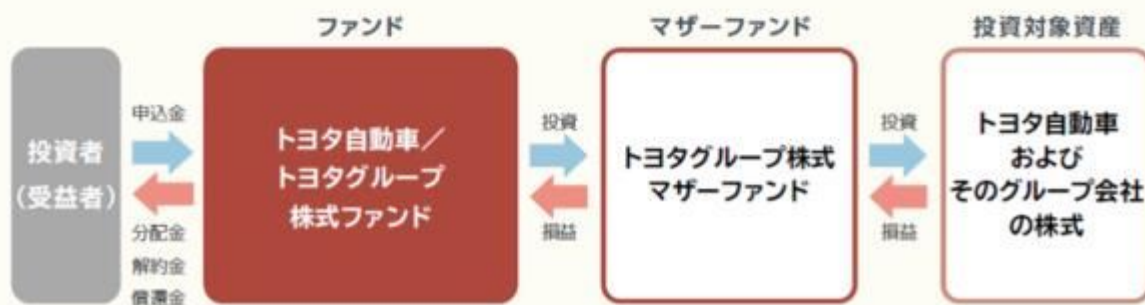 ファンド
マザーファンド
投資対象資産
投資者
(受益者)
申込金
分配金
解約金
償還金
トヨタ自動車／
トヨタグループ
株式ファンド
投資
損益
トヨタグループ株式
マザーファンド
投資
損益
トヨタ自動車
および
そのグループ会社
の株式